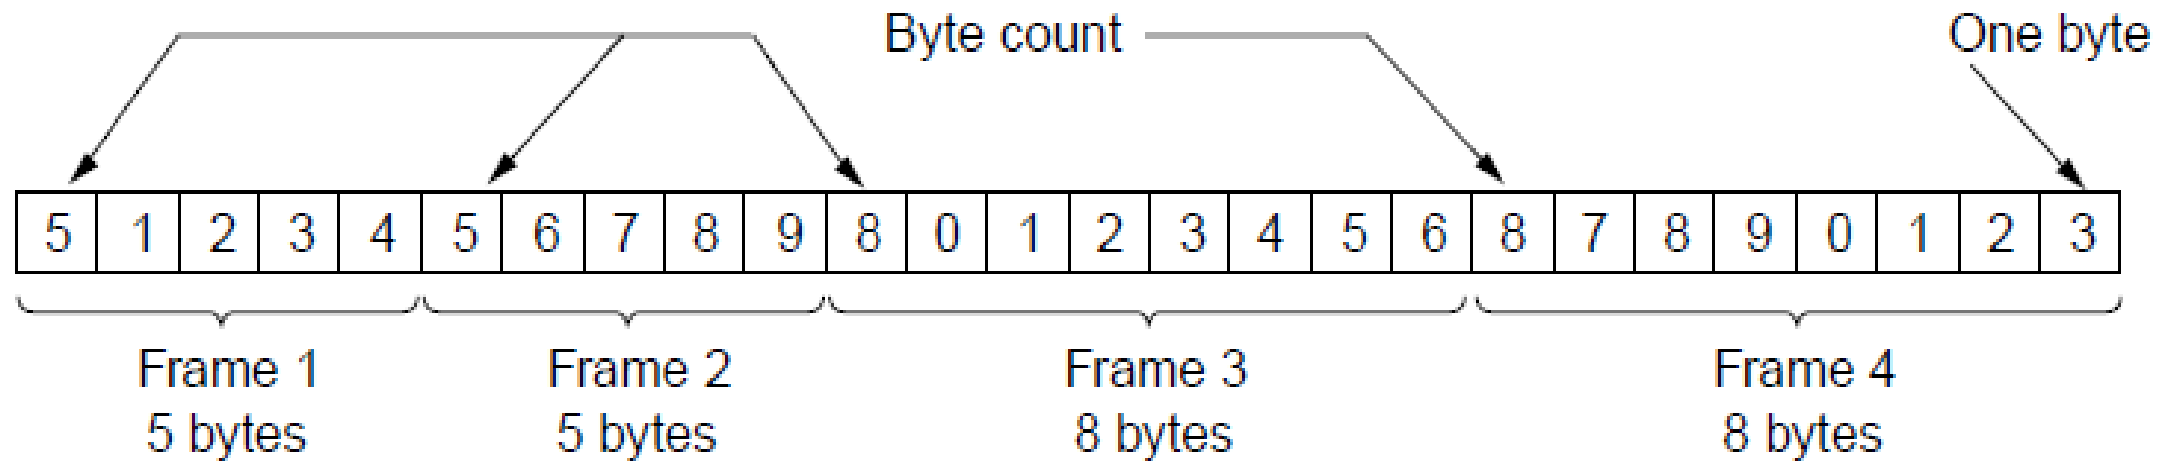 Byte count One byte
5 1 2 3 4 5 6 7 8 9 8 0 1 2 3 4 5 6 8 7 8 9 0 1 2 3
Frame 1 Frame 2 Frame 3 Frame 4
5 bytes 5 bytes 8 bytes 8 bytes